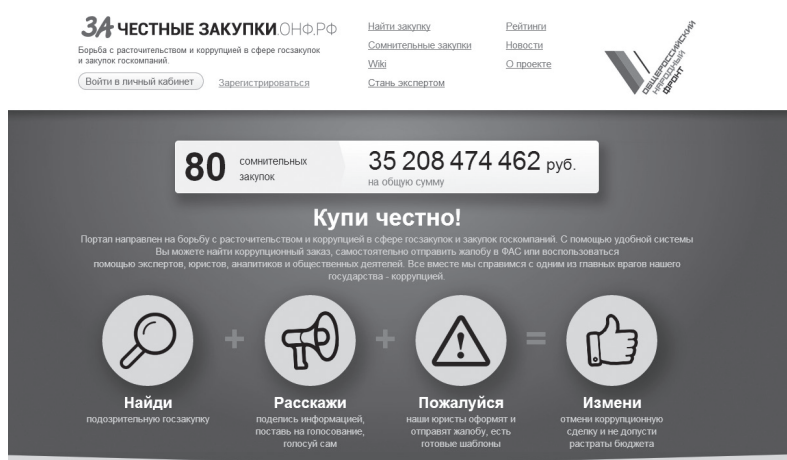 ЗА ЧЕСТНЫЕ ЗАКУПКИ.ОНФ.РФ
Борьба с расточительством и коррупцией в сфере госзакупок
и закупок госкомпаний.
Войти в личный кабинет
Зарегистрироваться
Найти закупку
Сомнительные закупки
Wiki
Стань экспертом
Рейтинги
Новости
О проекте
ОБЩЕРОССИЙСКИЙ
НАРОДНЫЙ
ФРОНТ
80 сомнительных
закупок
35 208 474 462 руб.
на общую сумму
Купи честно!
Портал направлен на борьбу с расточительством и коррупцией в сфере госзакупок и закупок госкомпаний. С помощью удобной системы
Вы можете найти коррупционный заказ, самостоятельно отправить жалобу в ФАС или воспользоваться
помощью экспертов, юристов, аналитиков и общественных деятелей. Все вместе мы справимся с одним из главных врагов нашего
государства - коррупцией.
+ + =
Найди
подозрительную госзакупку
Расскажи
поделись информацией,
поставь на голосование,
голосуй сам
Пожалуйся
наши юристы оформят и
отправят жалобу, есть
готовые шаблоны
Измени
отмени коррупционную
сделку и не допусти
растраты бюджета